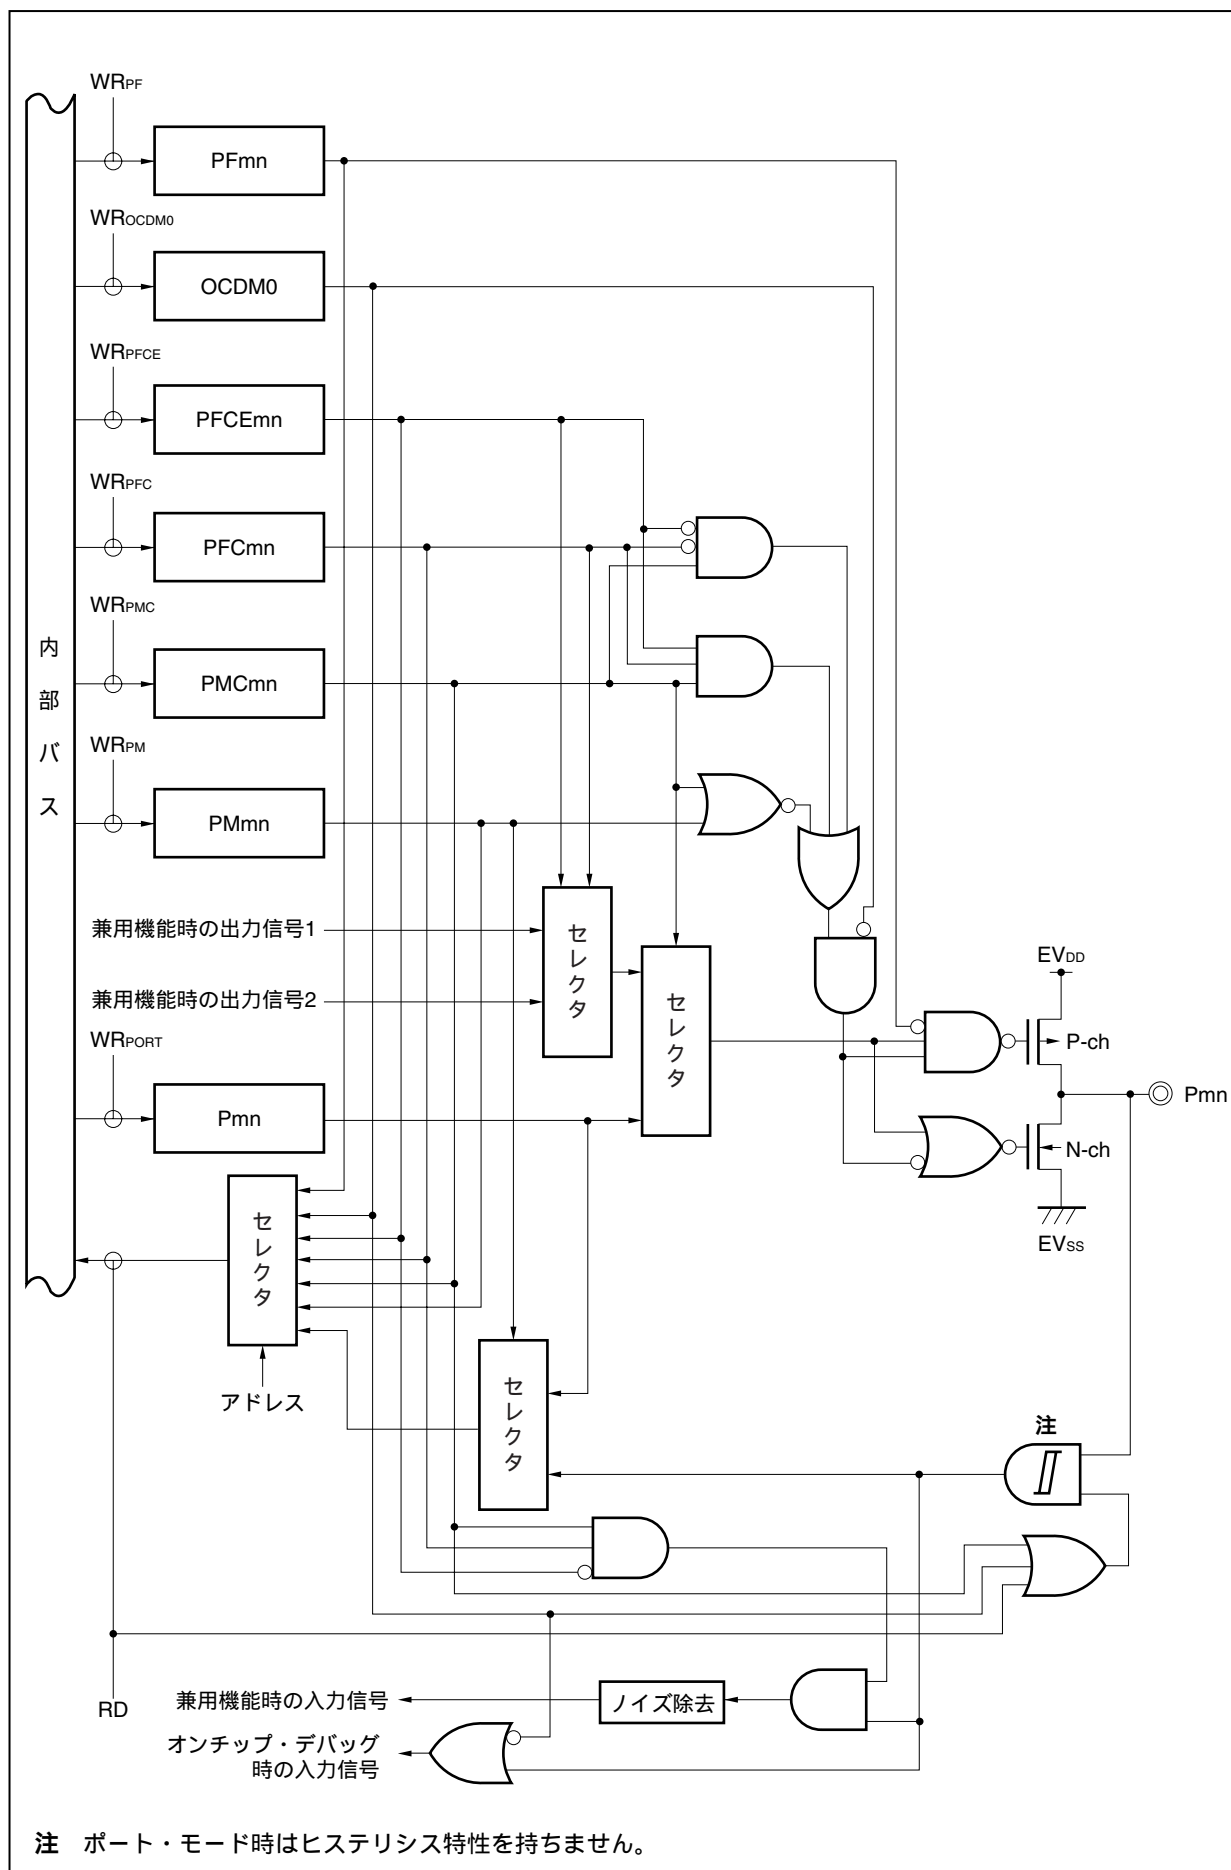 WRPF
PFmn
WROCDM0
OCDM0
WRPFCE
PFCEmn
WRPFC
PFCmn
WRPMC
PMCmn
内部バス
WRPM
PMmn
兼用機能時の出力信号1
セレクタ
兼用機能時の出力信号2
セレクタ
EVDD
P-ch
WRPORT
Pmn
Pmn
N-ch
EVSS
セレクタ
アドレス
セレクタ
注
RD
兼用機能時の入力信号
ノイズ除去
オンチップ・デバッグ
時の入力信号
注 ポート・モード時はヒステリシス特性を持ちません。